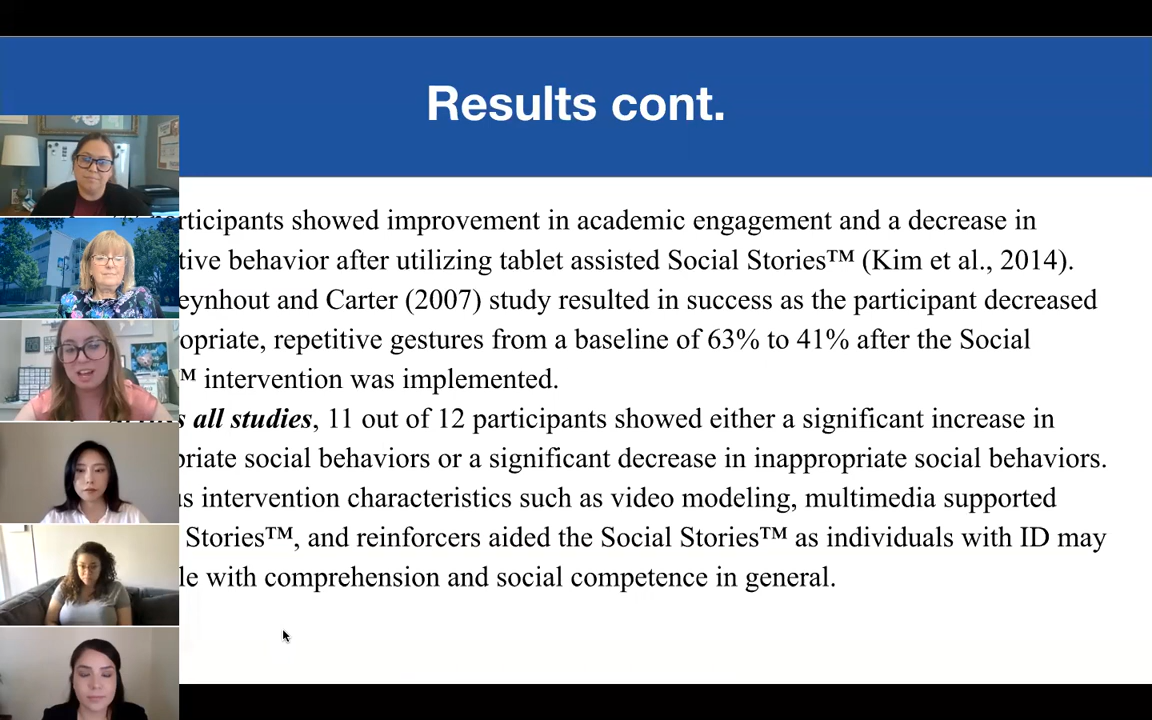 Results cont.
participants showed improvement in academic engagement and a decrease in
tive behavior after utilizing tablet assisted Social Stories™ (Kim et al., 2014).
eynhout and Carter (2007) study resulted in success as the participant decreased
opriate, repetitive gestures from a baseline of 63% to 41% after the Social
™ intervention was implemented.
all studies, 11 out of 12 participants showed either a significant increase in
priate social behaviors or a significant decrease in inappropriate social behaviors.
us intervention characteristics such as video modeling, multimedia supported
Stories™, and reinforcers aided the Social Stories™ as individuals with ID may
le with comprehension and social competence in general.